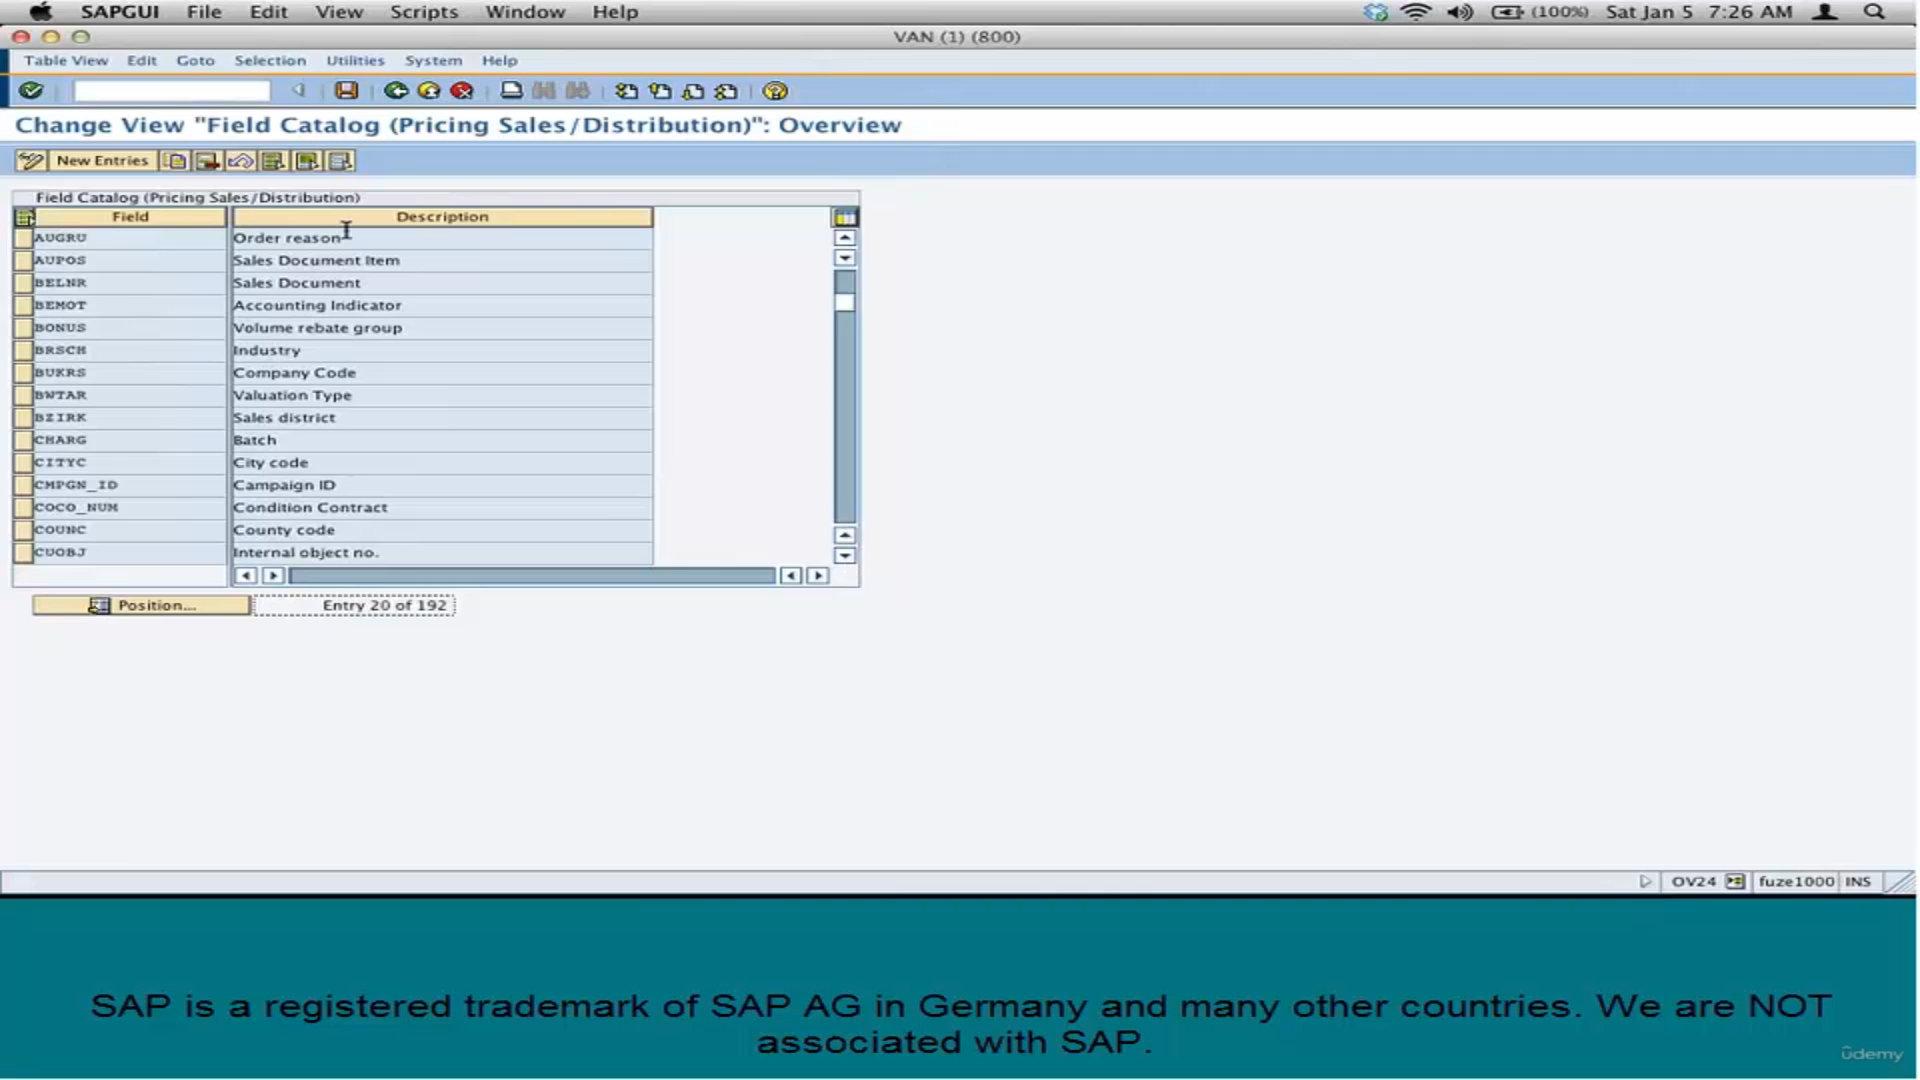 SAPGUI File Edit View Scripts Window Help (100%) Sat Jan 5 7:26 AM
VAN (1) (800)
Table View Edit Goto Selection Utilities System Help
Change View "Field Catalog (Pricing Sales/Distribution)": Overview
New Entries
Field Catalog (Pricing Sales/Distribution)
Field Description
AUGRU Order reason
AUPOS Sales Document Item
BELNR Sales Document
BEMOT Accounting Indicator
BONUS Volume rebate group
BRSCH Industry
BUKRS Company Code
BWTAR Valuation Type
BZIRK Sales district
CHARG Batch
CITYC City code
CMPGN_ID Campaign ID
COCO_NUM Condition Contract
COUNC County code
CUOBJ Internal object no.
Position... Entry 20 of 192
OV24 fuze1000 INS
SAP is a registered trademark of SAP AG in Germany and many other countries. We are NOT
associated with SAP.
ûdemy